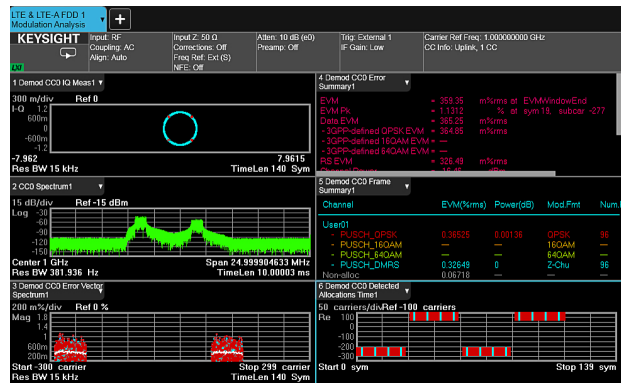 LTE & LTE-A FDD 1
Modulation Analysis
KEYSIGHT
LXI
Input: RF
Coupling: AC
Align: Auto
Input Z: 50 Ω
Corrections: Off
Freq Ref: Ext (S)
NFE: Off
Atten: 10 dB (e0)
Preamp: Off
Trig: External 1
IF Gain: Low
Carrier Ref Freq: 1.000000000 GHz
CC Info: Uplink, 1 CC
1 Demod CC0 IQ Meas1
300 m/div Ref 0
I-Q 1.2
600m
0
-600m
-1.2
-7.962 7.9615
Res BW 15 kHz TimeLen 140 Sym
4 Demod CC0 Error
Summary1
EVM = 359.35 m%rms at EVMWindowEnd
EVM Pk = 1.1312 % at sym 19, subcar -277
Data EVM = 365.25 m%rms
-3GPP-defined QPSK EVM = 364.85 m%rms
-3GPP-defined 16QAM EVM = —
-3GPP-defined 64QAM EVM = —
RS EVM = 326.49 m%rms
2 CC0 Spectrum1
15 dB/div Ref -15 dBm
Log -30
-60
-90
-120
-150
Center 1 GHz Span 24.999904633 MHz
Res BW 381.936 Hz TimeLen 10.00003 ms
5 Demod CC0 Frame
Summary1
Channel EVM(%rms) Power(dB) Mod.Fmt Num.
User01
- PUSCH_QPSK 0.36525 0.00136 QPSK 96
- PUSCH_16QAM — — 16QAM —
- PUSCH_64QAM — — 64QAM —
- PUSCH_DMRS 0.32649 0 Z-Chu 96
Non-alloc 0.06718 — — —
3 Demod CC0 Error Vector
Spectrum1
200 m%/div Ref 0 %
Mag 1.8
1.4
1
600m
200m
Start -300 carrier Stop 299 carrier
Res BW 15 kHz TimeLen 140 Sym
6 Demod CC0 Detected
Allocations Time1
50 carriers/div Ref -100 carriers
Re 100
0
-100
-200
-300
Start 0 sym Stop 139 sym